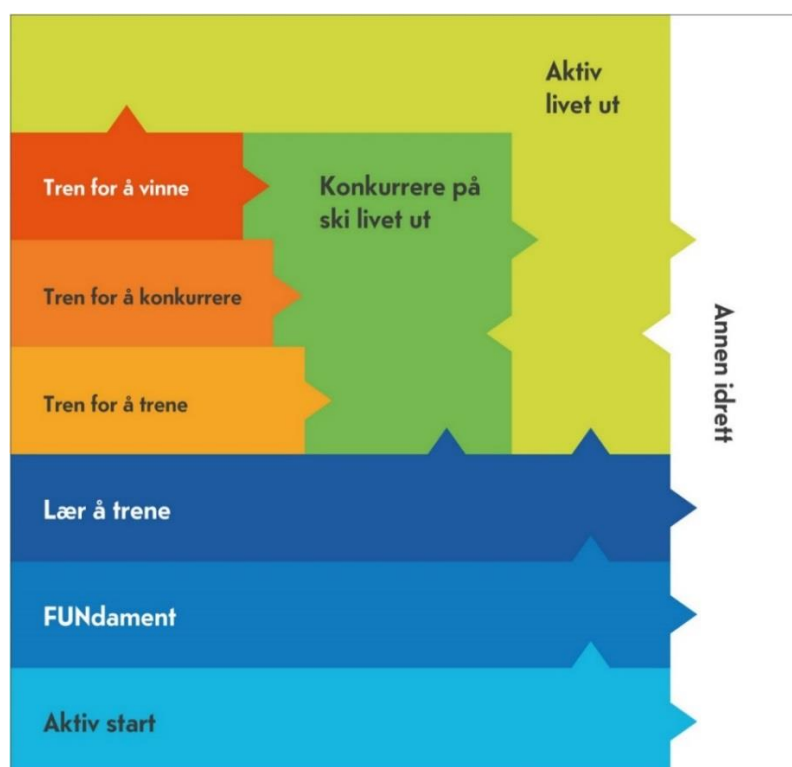 Aktiv
livet ut
Tren for å vinne
Konkurrere på
ski livet ut
Tren for å konkurrere
Annen idrett
Tren for å trene
Lær å trene
FUNdament
Aktiv start